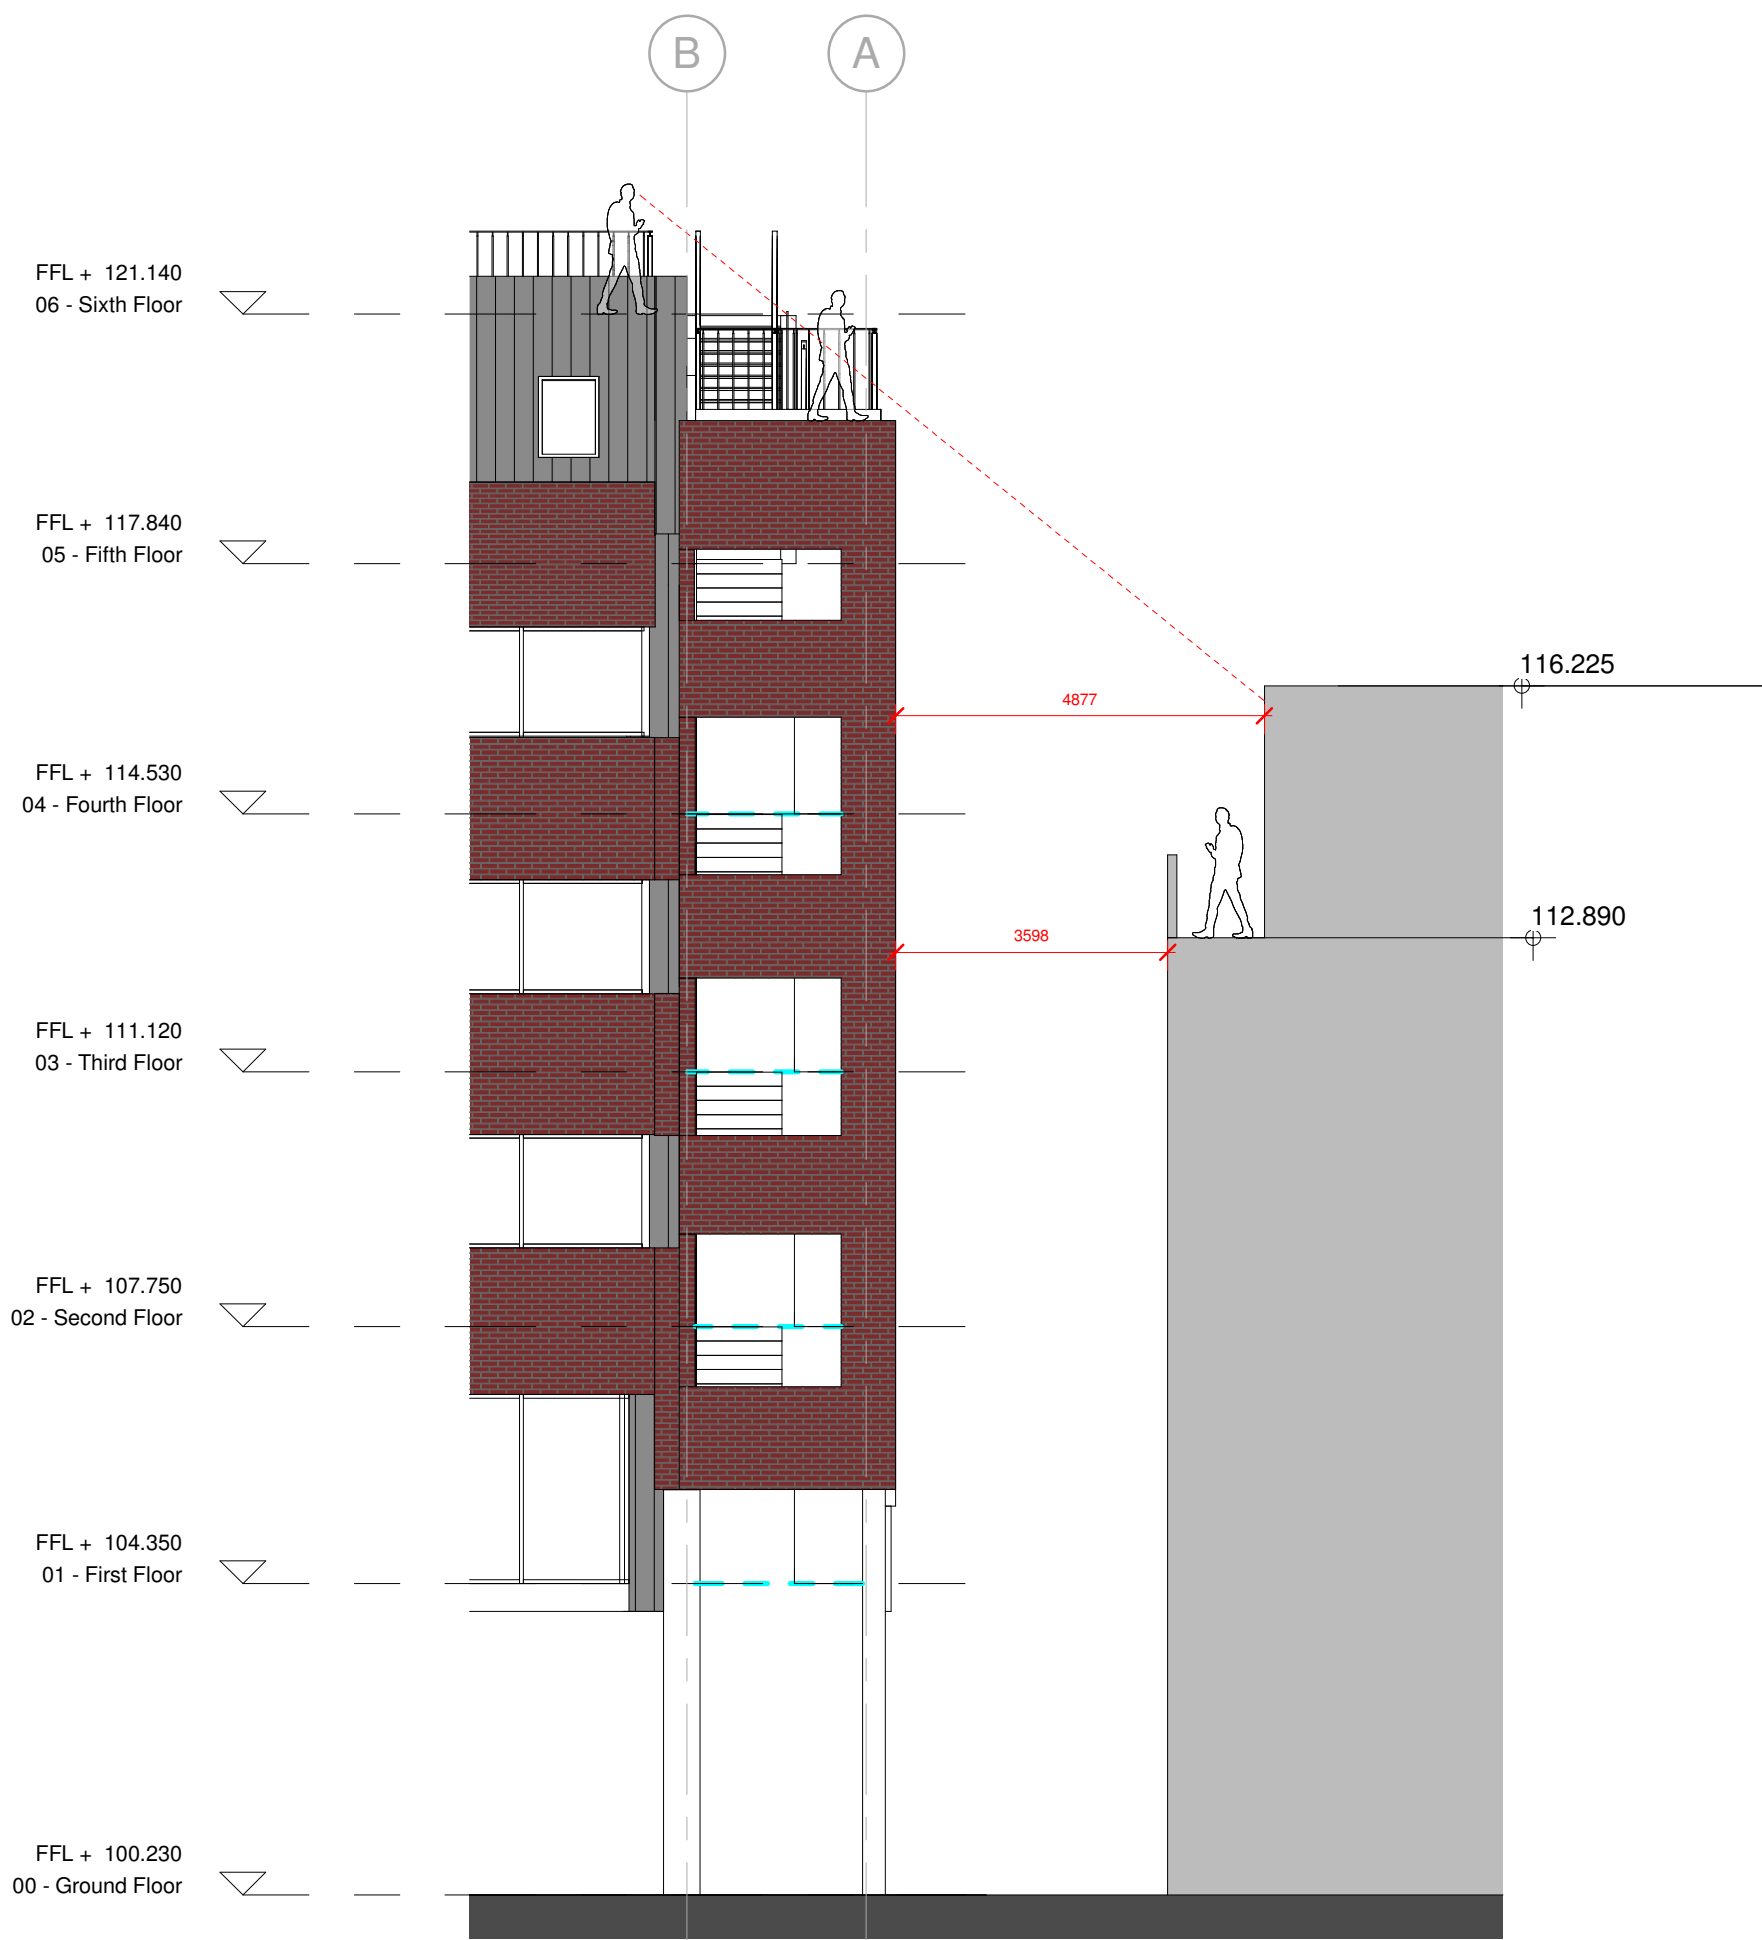 B
A
FFL + 121.140
06 - Sixth Floor
FFL + 117.840
05 - Fifth Floor
116.225
4877
FFL + 114.530
04 - Fourth Floor
112.890
3598
FFL + 111.120
03 - Third Floor
FFL + 107.750
02 - Second Floor
FFL + 104.350
01 - First Floor
FFL + 100.230
00 - Ground Floor